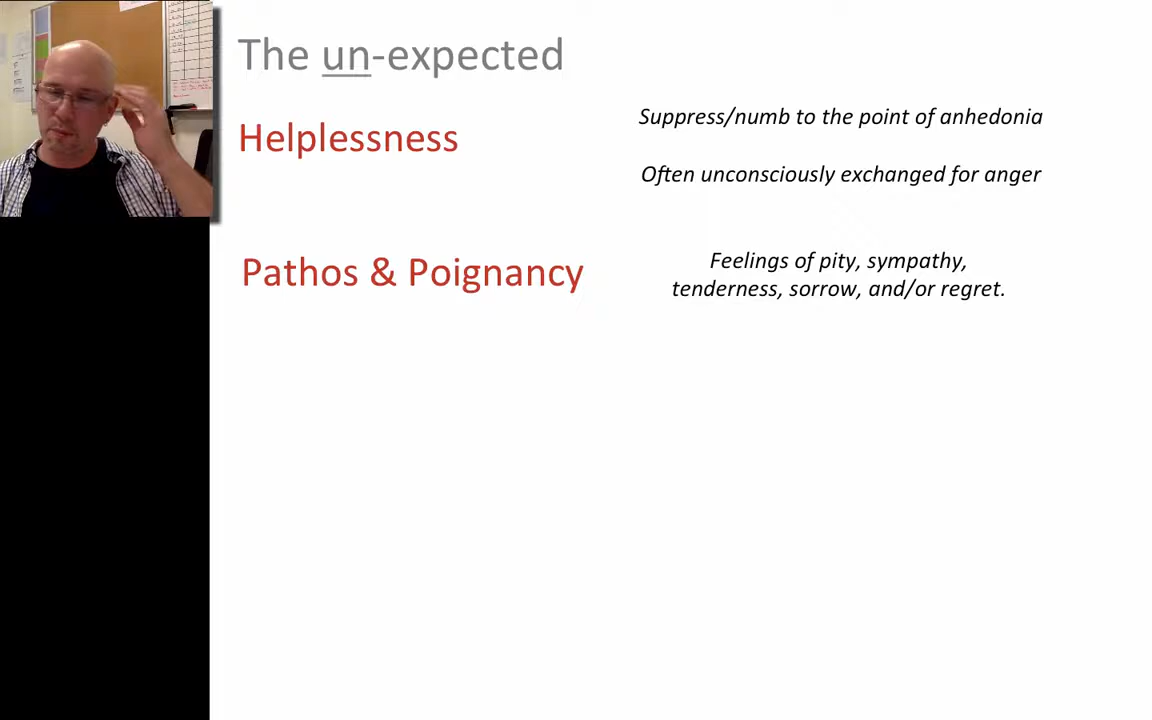 The un-expected
Helplessness
Suppress/numb to the point of anhedonia
Often unconsciously exchanged for anger
Pathos & Poignancy
Feelings of pity, sympathy,
tenderness, sorrow, and/or regret.